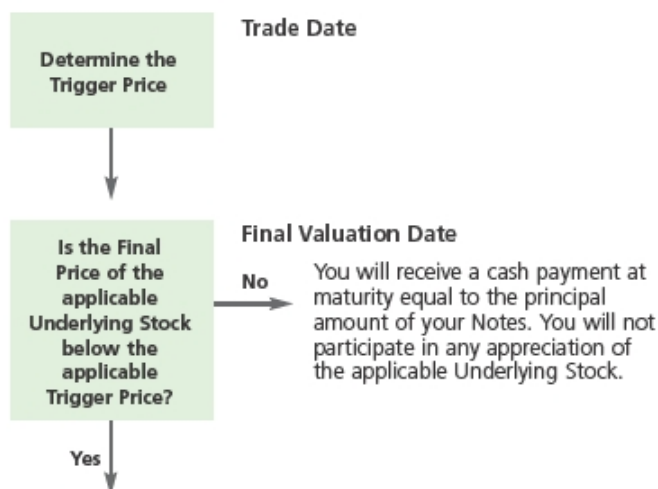 Trade Date
Determine the
Trigger Price
Final Valuation Date
Is the Final
Price of the
applicable
Underlying Stock
below the
applicable
Trigger Price?
No
You will receive a cash payment at
maturity equal to the principal
amount of your Notes. You will not
participate in any appreciation of
the applicable Underlying Stock.
Yes